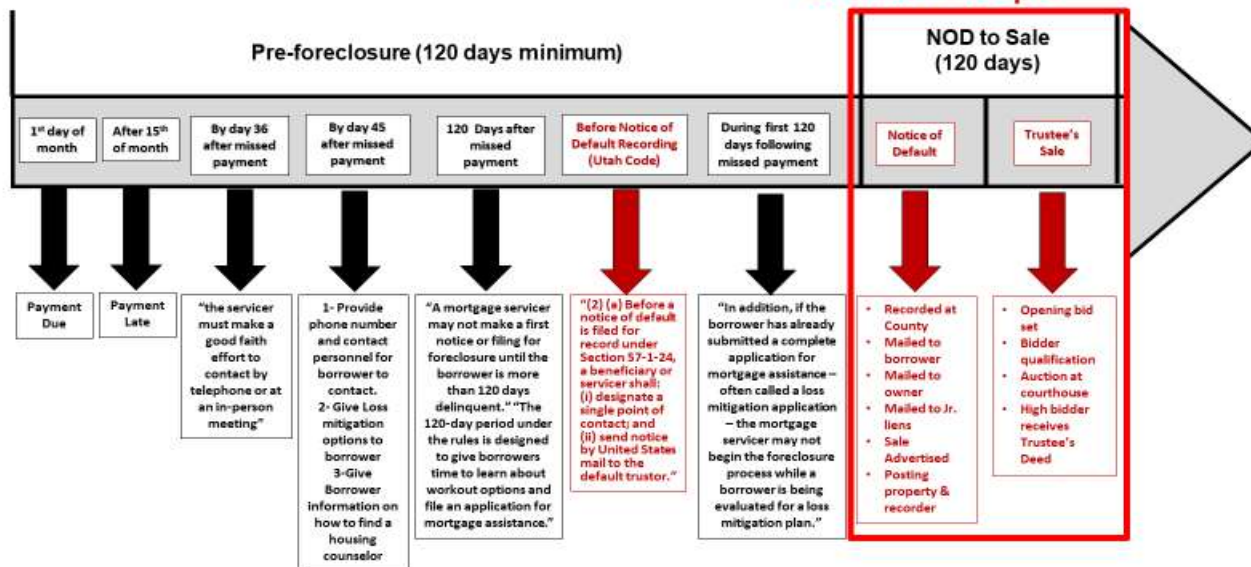 Pre-foreclosure (120 days minimum)
NOD to Sale
(120 days)
1st day of
month
After 15th
of month
By day 36
after missed
payment
By day 45
after missed
payment
120 Days after
missed
payment
Before Notice of
Default Recording
(Utah Code)
During first 120
days following
missed payment
Notice of
Default
Trustee's
Sale
Payment
Due
Payment
Late
"the servicer
must make a
good faith
effort to
contact by
telephone or at
an in-person
meeting"
1- Provide
phone number
and contact
personnel for
borrower to
contact.
2- Give Loss
mitigation
options to
borrower
3-Give
Borrower
information on
how to find a
housing
counselor
"A mortgage servicer
may not make a first
notice or filing for
foreclosure until the
borrower is more
than 120 days
delinquent." "The
120-day period under
the rules is designed
to give borrowers
time to learn about
workout options and
file an application for
mortgage assistance."
"(2) (a) Before a
notice of default
is filed for
record under
Section 57-1-24,
a beneficiary or
servicer shall:
(i) designate a
single point of
contact; and
(ii) send notice
by United States
mail to the
default trustor."
"In addition, if the
borrower has already
submitted a complete
application for
mortgage assistance –
often called a loss
mitigation application
– the mortgage
servicer may not
begin the foreclosure
process while a
borrower is being
evaluated for a loss
mitigation plan."
• Recorded at
County
• Mailed to
borrower
• Mailed to
owner
• Mailed to Jr.
liens
• Sale
Advertised
• Posting
property &
recorder
• Opening bid
set
• Bidder
qualification
• Auction at
courthouse
• High bidder
receives
Trustee's
Deed